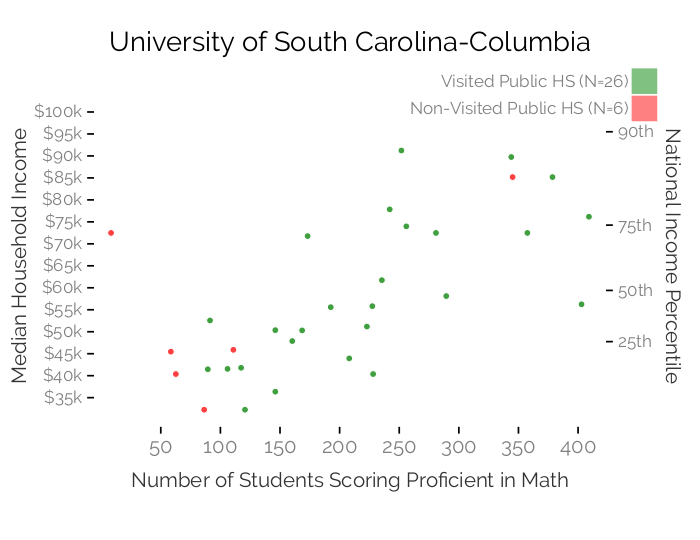 University of South Carolina-Columbia
Visited Public HS (N=26)
Non-Visited Public HS (N=6)
Median Household Income
$100k
$95k
$90k
$85k
$80k
$75k
$70k
$65k
$60k
$55k
$50k
$45k
$40k
$35k
90th
75th
50th
25th
National Income Percentile
50 100 150 200 250 300 350 400
Number of Students Scoring Proficient in Math